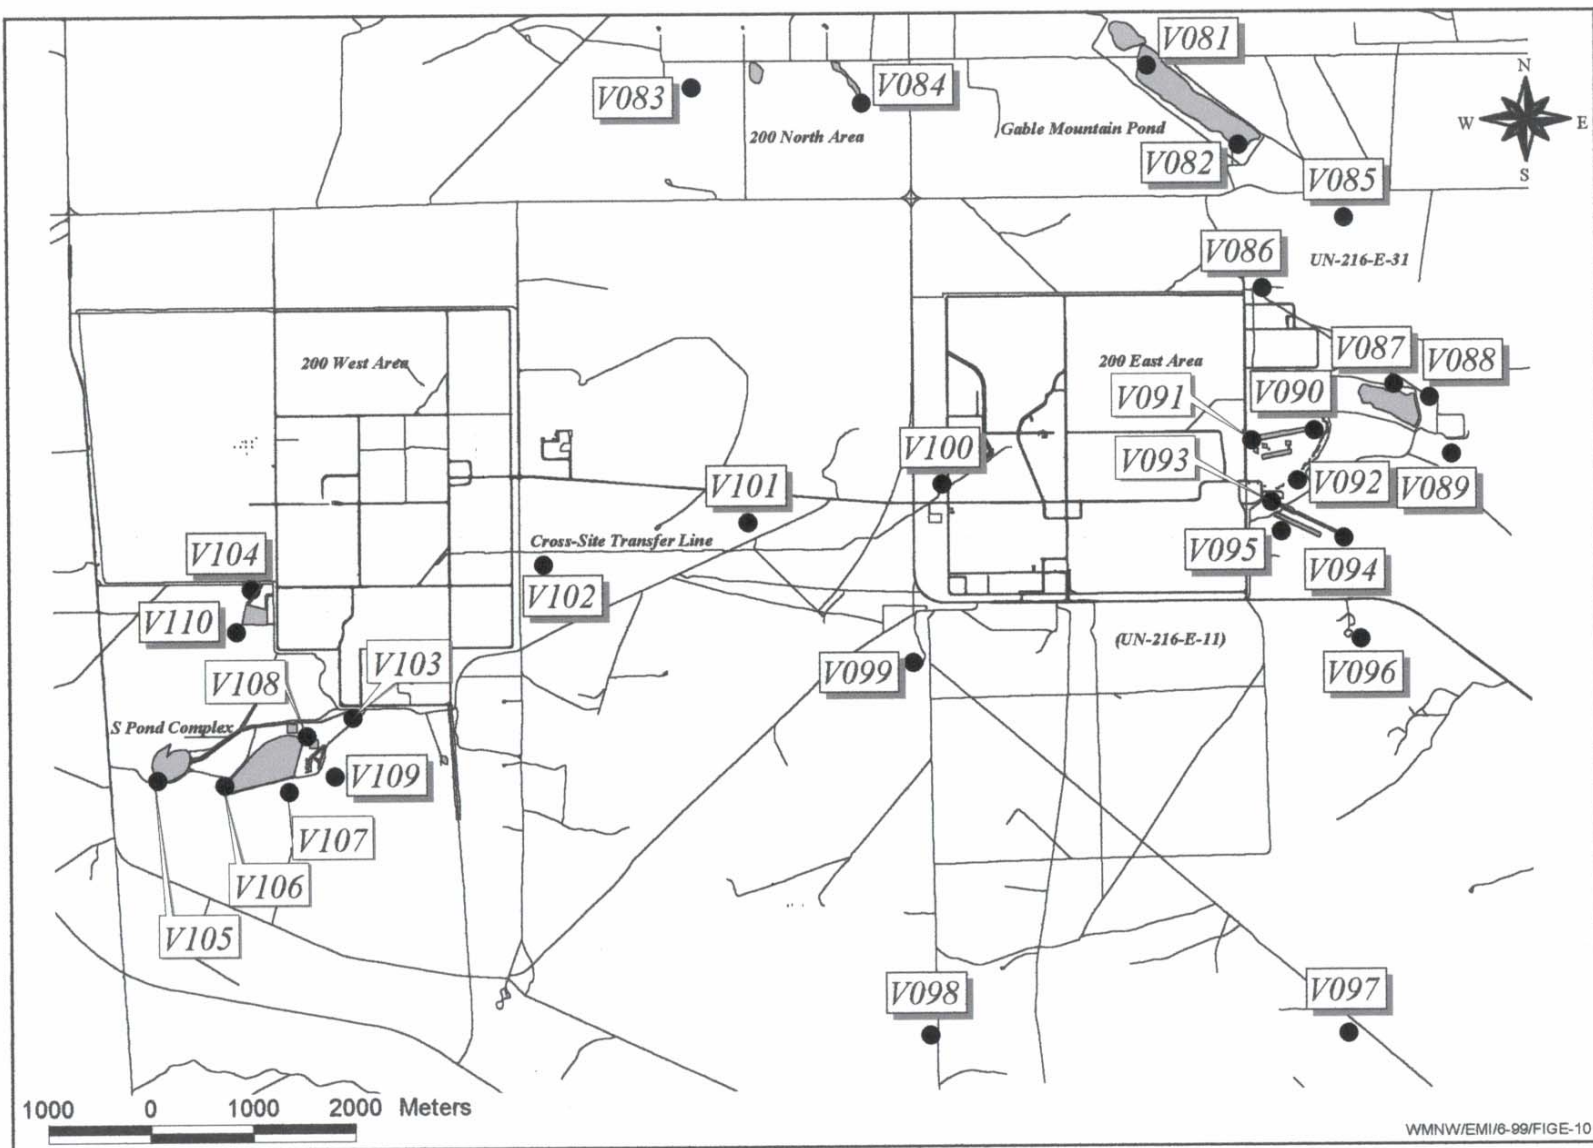 V081
N
W E
S
V083
V084
200 North Area
Gable Mountain Pond
V082
V085
V086
UN-216-E-31
200 West Area
200 East Area
V087
V088
V091
V090
V100
V093
V101
V092
V089
V104
Cross-Site Transfer Line
V095
V094
V102
V110
V103
(UN-216-E-11)
V108
V099
V096
S Pond Complex
V109
V107
V106
V105
V098
V097
1000 0 1000 2000 Meters
WMNW/EMI/6-99/FIGE-10